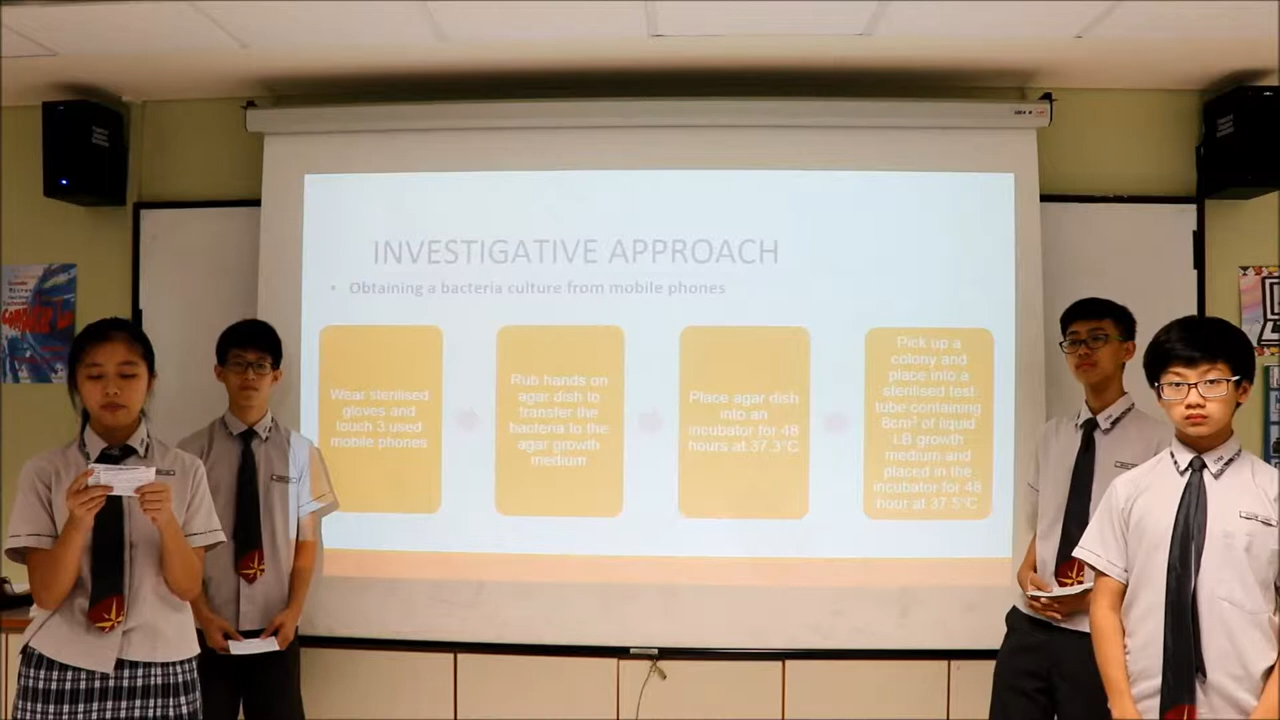 INVESTIGATIVE APPROACH
• Obtaining a bacteria culture from mobile phones
Wear sterilised
gloves and
touch 3 used
mobile phones
Rub hands on
agar dish to
transfer the
bacteria to the
agar growth
medium
Place agar dish
into an
incubator for 48
hours at 37.3°C
Pick up a
colony and
place into a
sterilised test
tube containing
8cm³ of liquid
LB growth
medium and
placed in the
incubator for 48
hour at 37.5°C